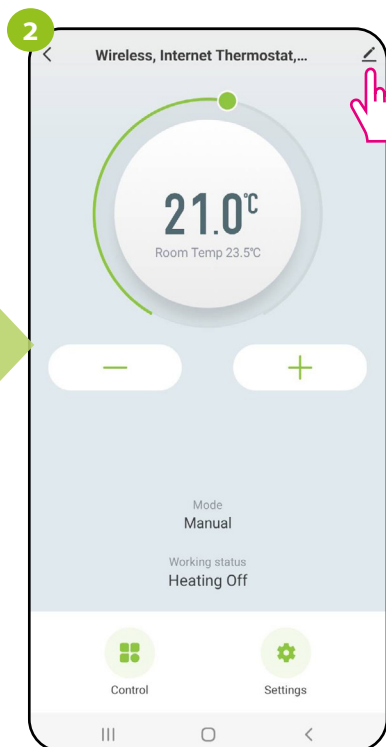 2
Wireless, Internet Thermostat,...
21.0°C
Room Temp 23.5°C
Mode
Manual
Working status
Heating Off
Control Settings